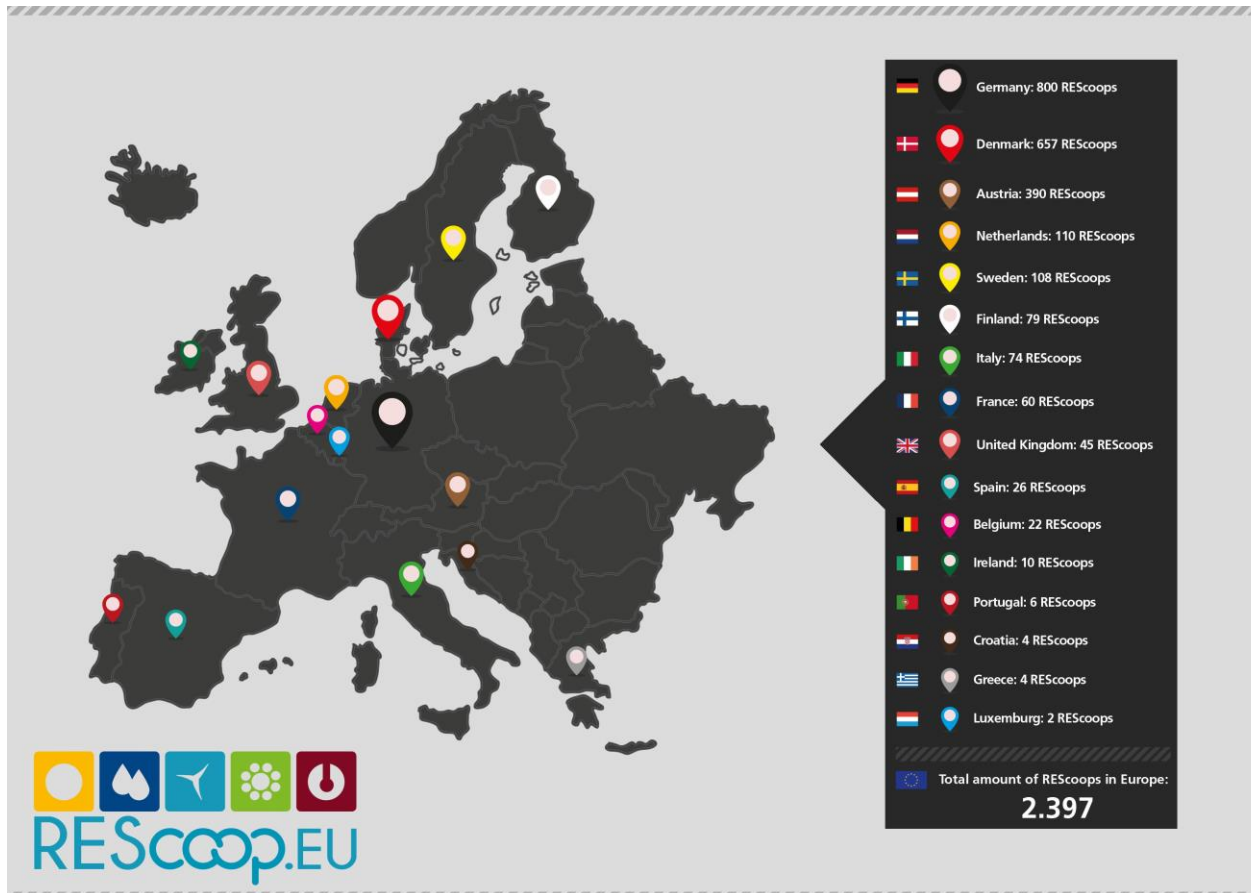 Germany: 800 REScoops
Denmark: 657 REScoops
Austria: 390 REScoops
Netherlands: 110 REScoops
Sweden: 108 REScoops
Finland: 79 REScoops
Italy: 74 REScoops
France: 60 REScoops
United Kingdom: 45 REScoops
Spain: 26 REScoops
Belgium: 22 REScoops
Ireland: 10 REScoops
Portugal: 6 REScoops
Croatia: 4 REScoops
Greece: 4 REScoops
Luxemburg: 2 REScoops
Total amount of REScoops in Europe:
2.397
REScoop.EU